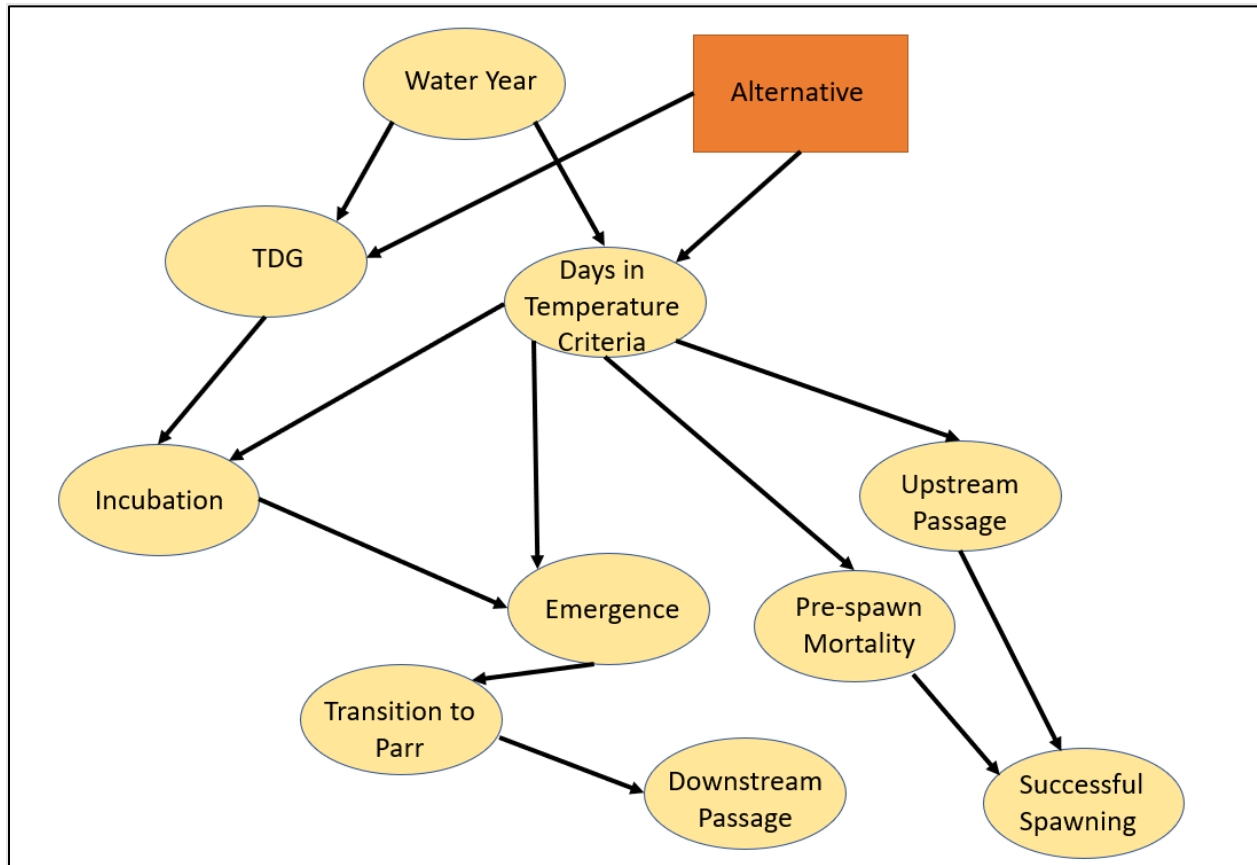 Water Year
Alternative
TDG
Days in
Temperature
Criteria
Incubation
Upstream
Passage
Emergence
Pre-spawn
Mortality
Transition to
Parr
Downstream
Passage
Successful
Spawning